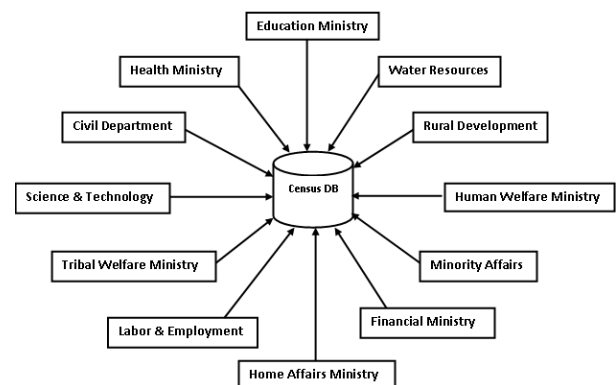 Education Ministry
Health Ministry
Water Resources
Civil Department
Rural Development
Census DB
Science & Technology
Human Welfare Ministry
Tribal Welfare Ministry
Minority Affairs
Labor & Employment
Financial Ministry
Home Affairs Ministry